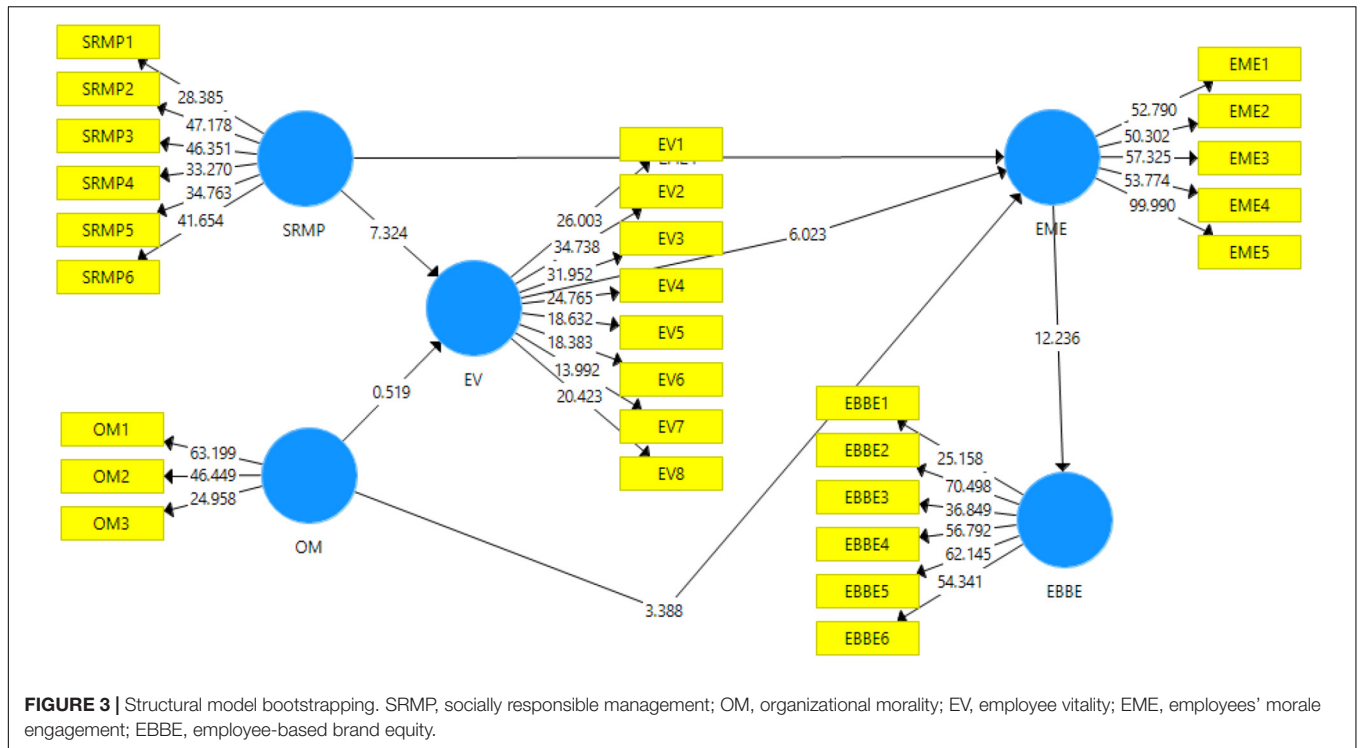 SRMP1
SRMP2
SRMP3
SRMP4
SRMP5
SRMP6
28.385
47.178
46.351
33.270
34.763
41.654
SRMP
7.324
OM1
OM2
OM3
63.199
46.449
24.958
OM
0.519
3.388
EV
26.003
34.738
31.952
24.765
18.632
18.383
13.992
20.423
EV1
EV2
EV3
EV4
EV5
EV6
EV7
EV8
6.023
EME
52.790
50.302
57.325
53.774
99.990
EME1
EME2
EME3
EME4
EME5
12.236
EBBE1
EBBE2
EBBE3
EBBE4
EBBE5
EBBE6
25.158
70.498
36.849
56.792
62.145
54.341
EBBE
FIGURE 3 | Structural model bootstrapping. SRMP, socially responsible management; OM, organizational morality; EV, employee vitality; EME, employees' morale
engagement; EBBE, employee-based brand equity.